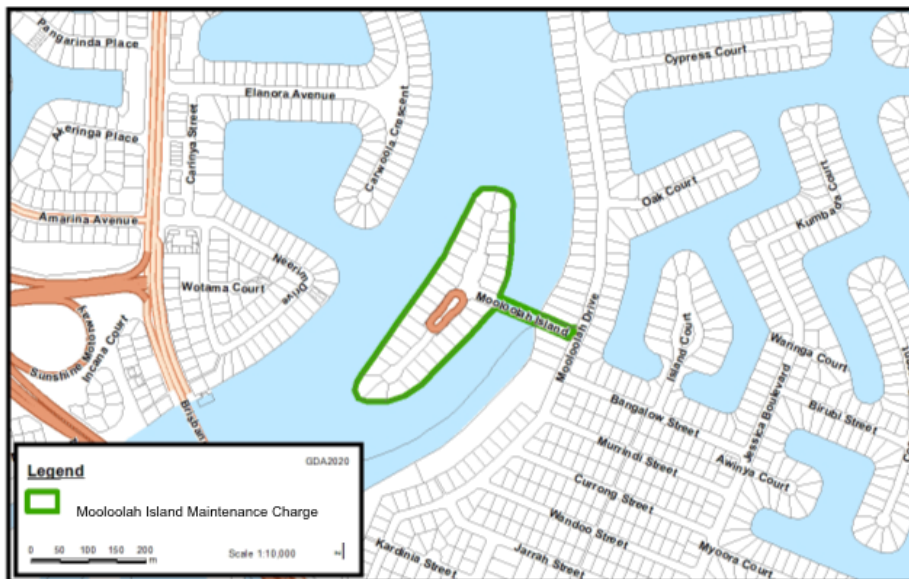 Pangarinda Place
Cypress Court
Elanora Avenue
Carwoola Crescent
Carinya Street
Akeringa Place
Oak Court
Kumbada Court
Amarina Avenue
Neerim Drive
Wotama Court
Mooloolah Island
Mooloolah Drive
Sunshine Motorway
Incana Court
Island Court
Waringa Court
Jessica Boulevard
Birubi Street
Bangalow Street
Brisban
Murrindi Street
Awinya Court
Currong Street
Wandoo Street
Myoora Court
Kardinia Street
Jarrah Street
Legend
GDA2020
Mooloolah Island Maintenance Charge
0 50 100 150 200
m
Scale 1:10,000